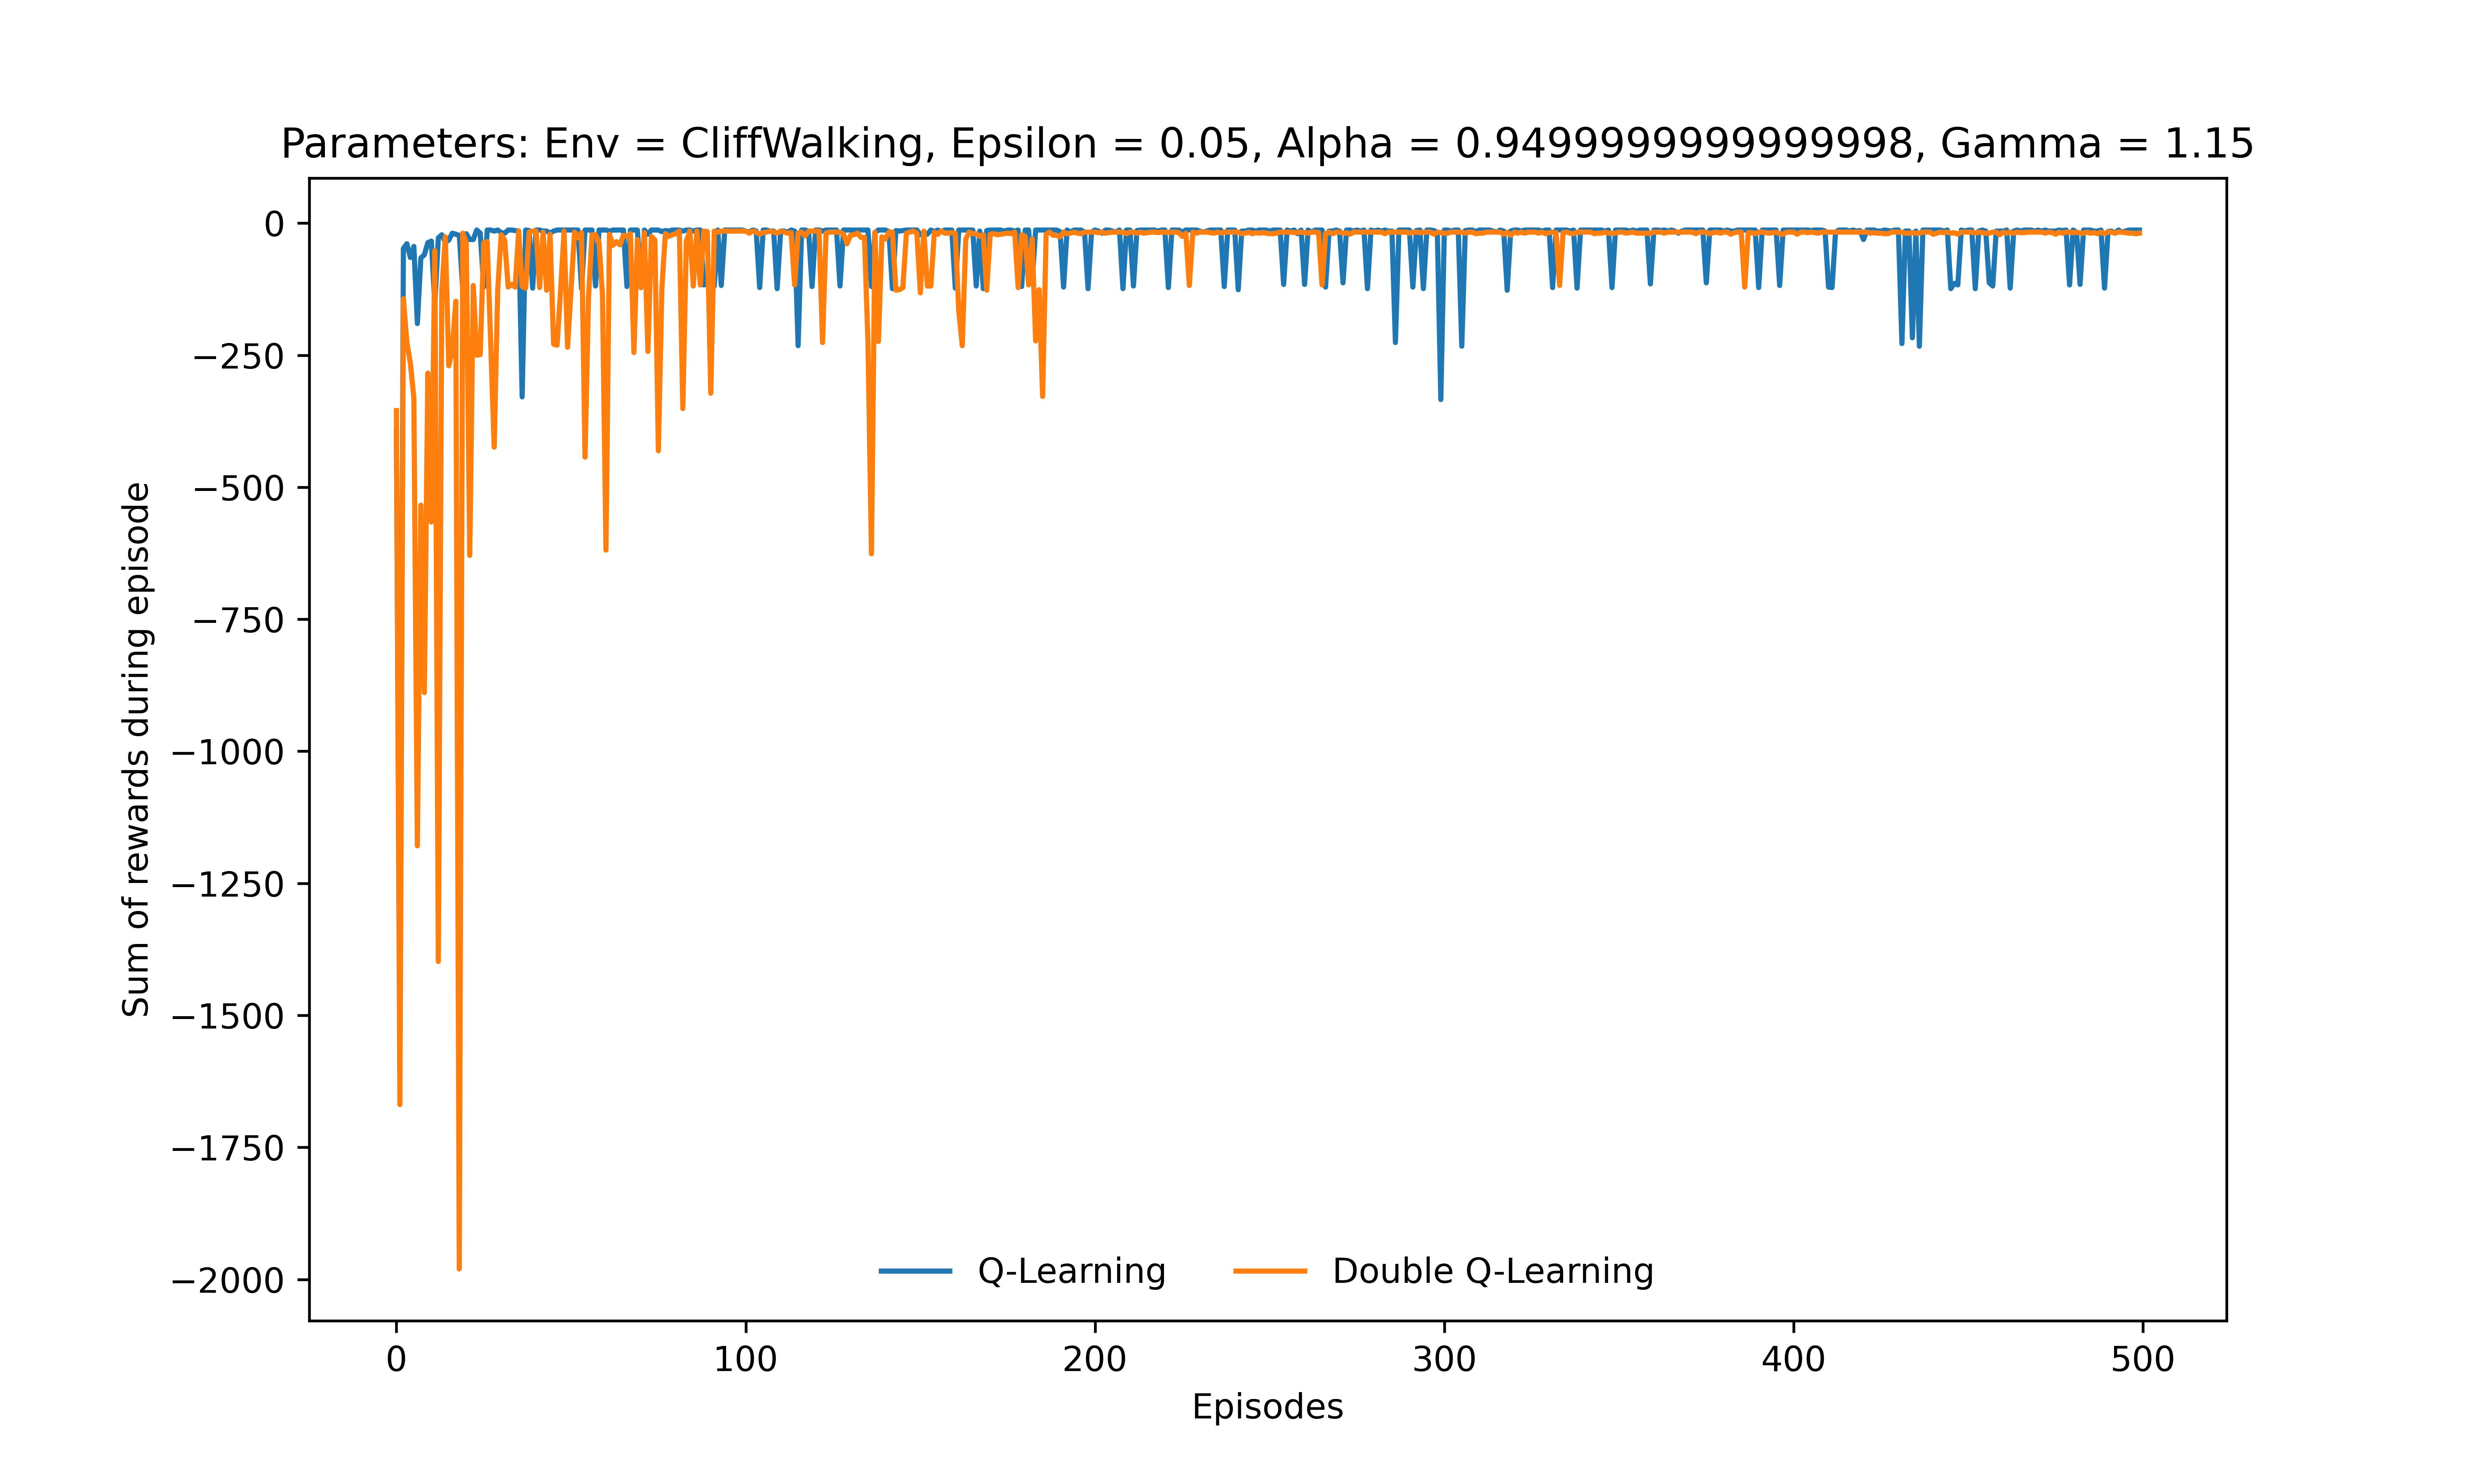 Parameters: Env = CliffWalking, Epsilon = 0.05, Alpha = 0.9499999999999998, Gamma = 1.15
0
−250
−500
−750
−1000
−1250
−1500
−1750
−2000
Sum of rewards during episode
Q-Learning
Double Q-Learning
0 100 200 300 400 500
Episodes